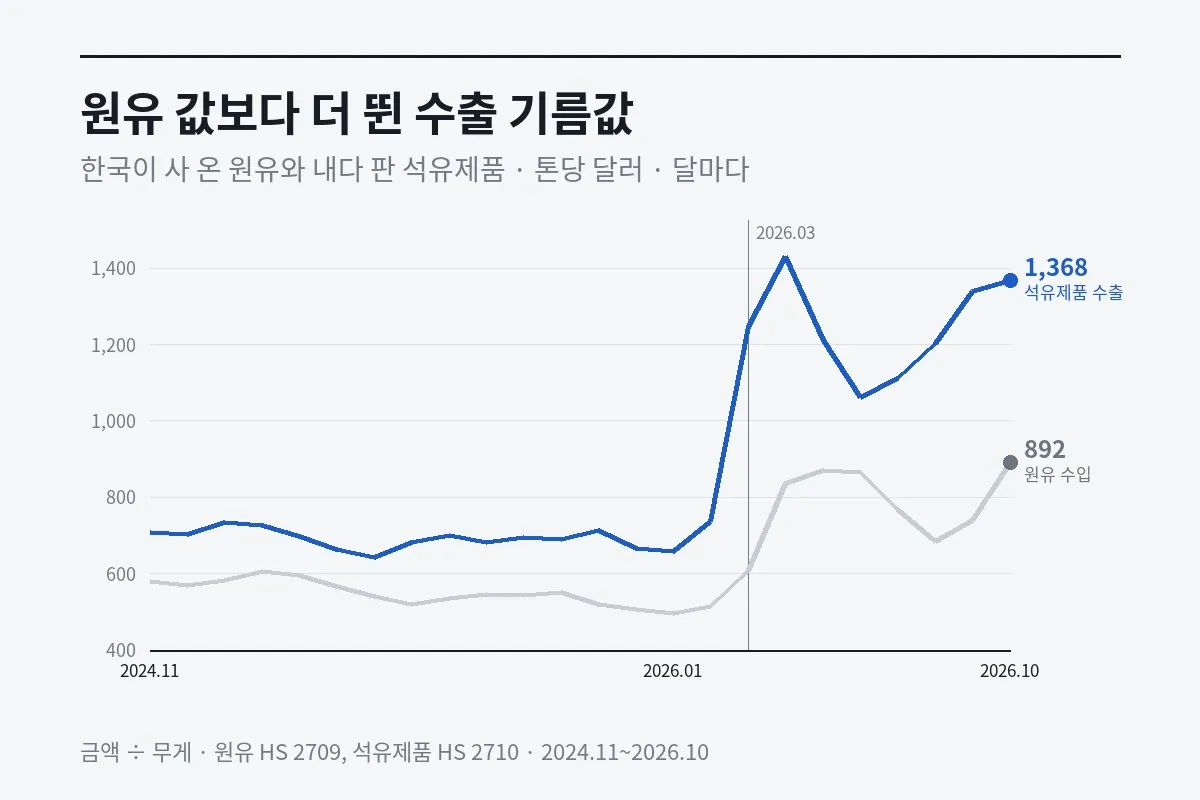 원유 값보다 더 뛴 수출 기름값
한국이 사 온 원유와 내다 판 석유제품 · 톤당 달러 · 달마다
2026.03
1,400
1,200
1,000
800
600
400
1,368
석유제품 수출
892
원유 수입
2024.11
2026.01
2026.10
금액 ÷ 무게 · 원유 HS 2709, 석유제품 HS 2710 · 2024.11~2026.10